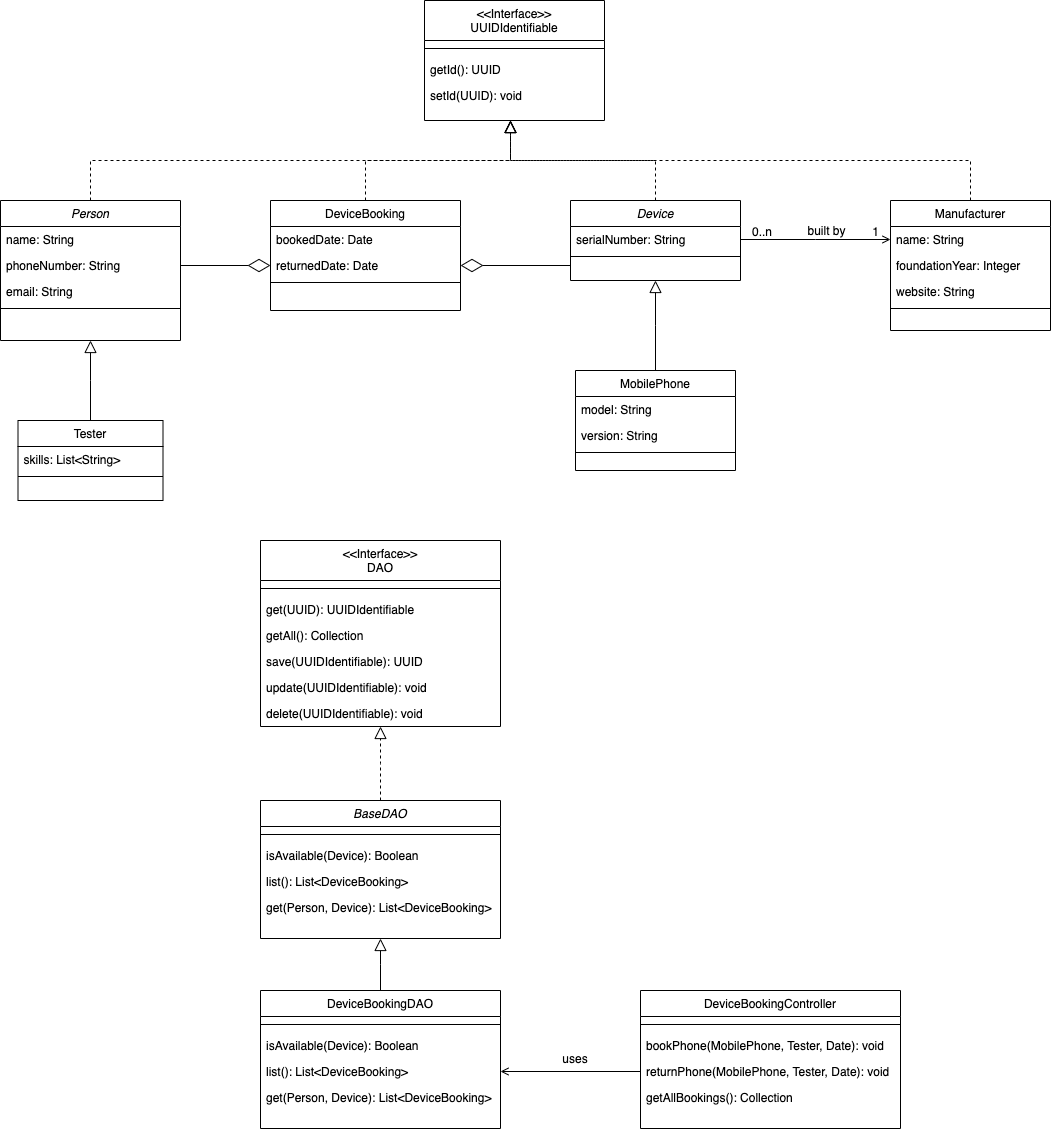 <<Interface>>
UUIDIdentifiable
getId(): UUID
setId(UUID): void
Person
name: String
phoneNumber: String
email: String
DeviceBooking
bookedDate: Date
returnedDate: Date
Device
serialNumber: String
0..n
built by
1
Manufacturer
name: String
foundationYear: Integer
website: String
Tester
skills: List<String>
MobilePhone
model: String
version: String
<<Interface>>
DAO
get(UUID): UUIDIdentifiable
getAll(): Collection
save(UUIDIdentifiable): UUID
update(UUIDIdentifiable): void
delete(UUIDIdentifiable): void
BaseDAO
isAvailable(Device): Boolean
list(): List<DeviceBooking>
get(Person, Device): List<DeviceBooking>
DeviceBookingDAO
isAvailable(Device): Boolean
list(): List<DeviceBooking>
get(Person, Device): List<DeviceBooking>
uses
DeviceBookingController
bookPhone(MobilePhone, Tester, Date): void
returnPhone(MobilePhone, Tester, Date): void
getAllBookings(): Collection